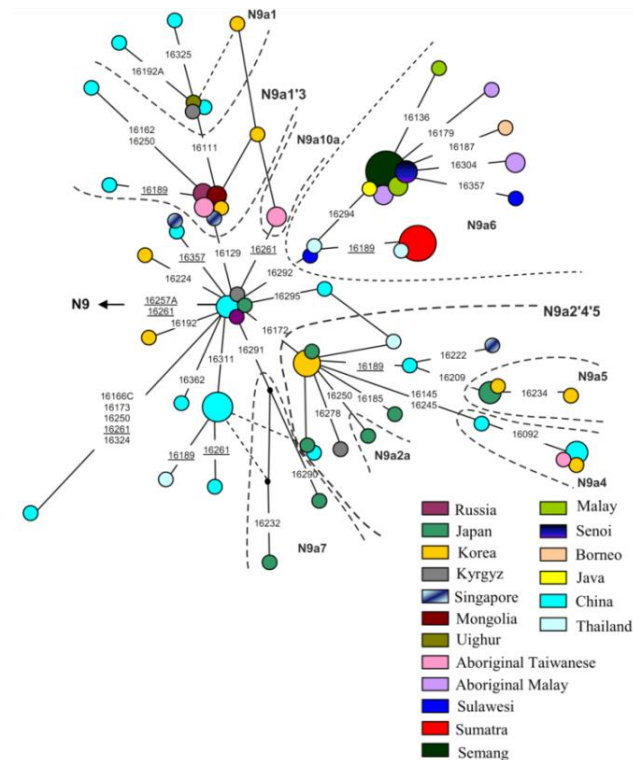 N9a1
16325
16192A
N9a1'3
16162
16250
16111
N9a10a
16136
16179
16187
16304
16357
16189
16294
N9a6
16357
16129
16261
16189
16224
16292
N9
16257A
16261
16295
N9a2'4'5
16192
16172
16311
16291
16189
16222
16209
N9a5
16234
16166C
16173
16250
16261
16324
16362
16250
16185
16145
16245
16278
16092
N9a2a
N9a4
16189
16261
16290
16232
N9a7
Russia
Japan
Korea
Kyrgyz
Singapore
Mongolia
Uighur
Aboriginal Taiwanese
Aboriginal Malay
Sulawesi
Sumatra
Semang
Malay
Senoi
Borneo
Java
China
Thailand